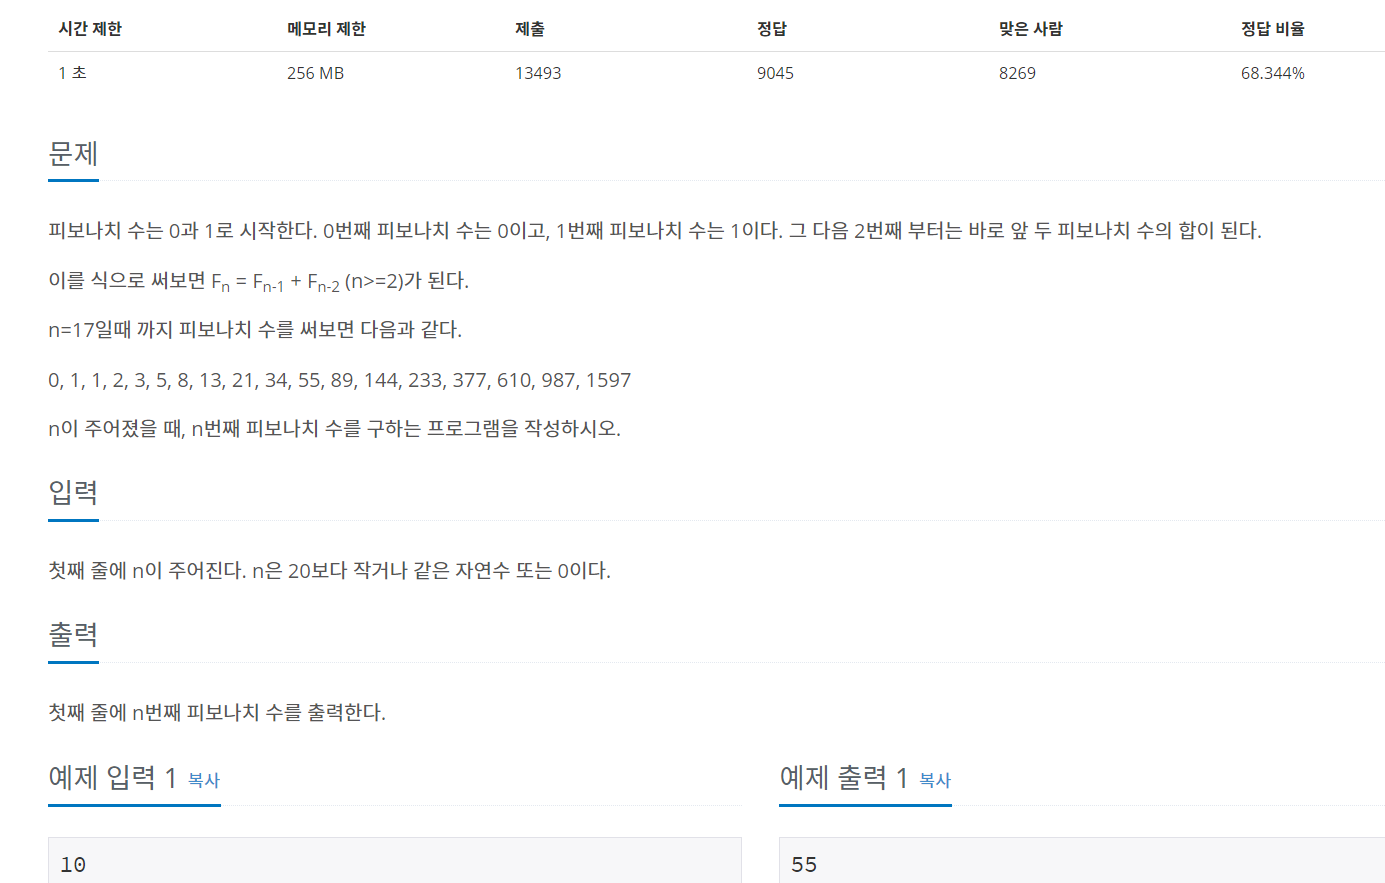 시간 제한 메모리 제한 제출 정답 맞은 사람 정답 비율
1 초 256 MB 13493 9045 8269 68.344%
문제
피보나치 수는 0과 1로 시작한다. 0번째 피보나치 수는 0이고, 1번째 피보나치 수는 1이다. 그 다음 2번째 부터는 바로 앞 두 피보나치 수의 합이 된다.
이를 식으로 써보면 Fn = Fn-1 + Fn-2 (n>=2)가 된다.
n=17일때 까지 피보나치 수를 써보면 다음과 같다.
0, 1, 1, 2, 3, 5, 8, 13, 21, 34, 55, 89, 144, 233, 377, 610, 987, 1597
n이 주어졌을 때, n번째 피보나치 수를 구하는 프로그램을 작성하시오.
입력
첫째 줄에 n이 주어진다. n은 20보다 작거나 같은 자연수 또는 0이다.
출력
첫째 줄에 n번째 피보나치 수를 출력한다.
예제 입력 1 복사 예제 출력 1 복사
10 55